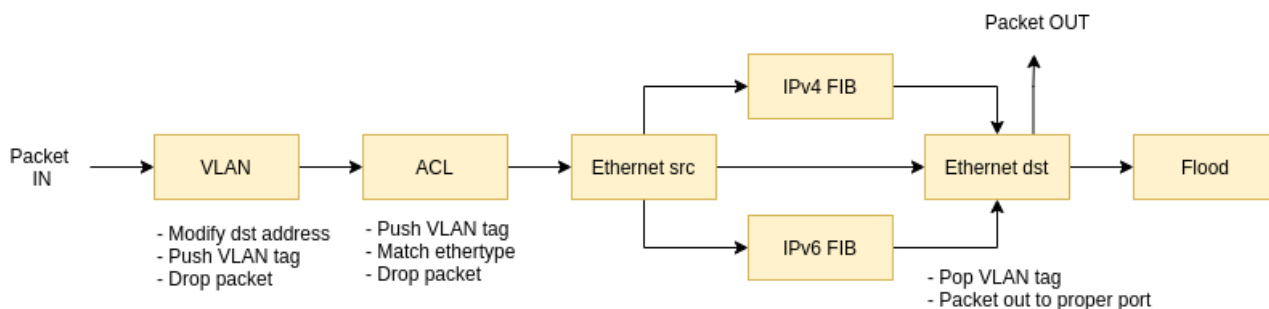 Packet OUT
IPv4 FIB
Packet
IN
VLAN
ACL
Ethernet src
Ethernet dst
Flood
- Modify dst address
- Push VLAN tag
- Drop packet
- Push VLAN tag
- Match ethertype
- Drop packet
IPv6 FIB
- Pop VLAN tag
- Packet out to proper port